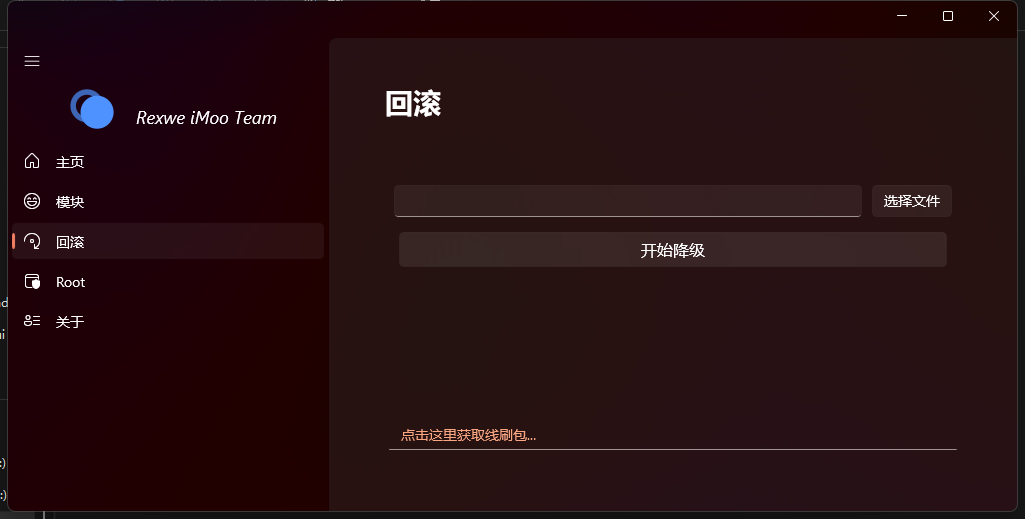 Rexwe iMoo Team
主页
模块
回滚
Root
关于
回滚
选择文件
开始降级
点击这里获取线刷包...